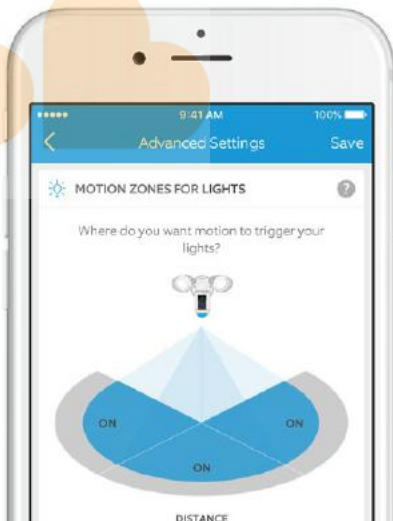 9:41 AM 100%
Advanced Settings Save
MOTION ZONES FOR LIGHTS ?
Where do you want motion to trigger your
lights?
ON ON
ON
DISTANCE